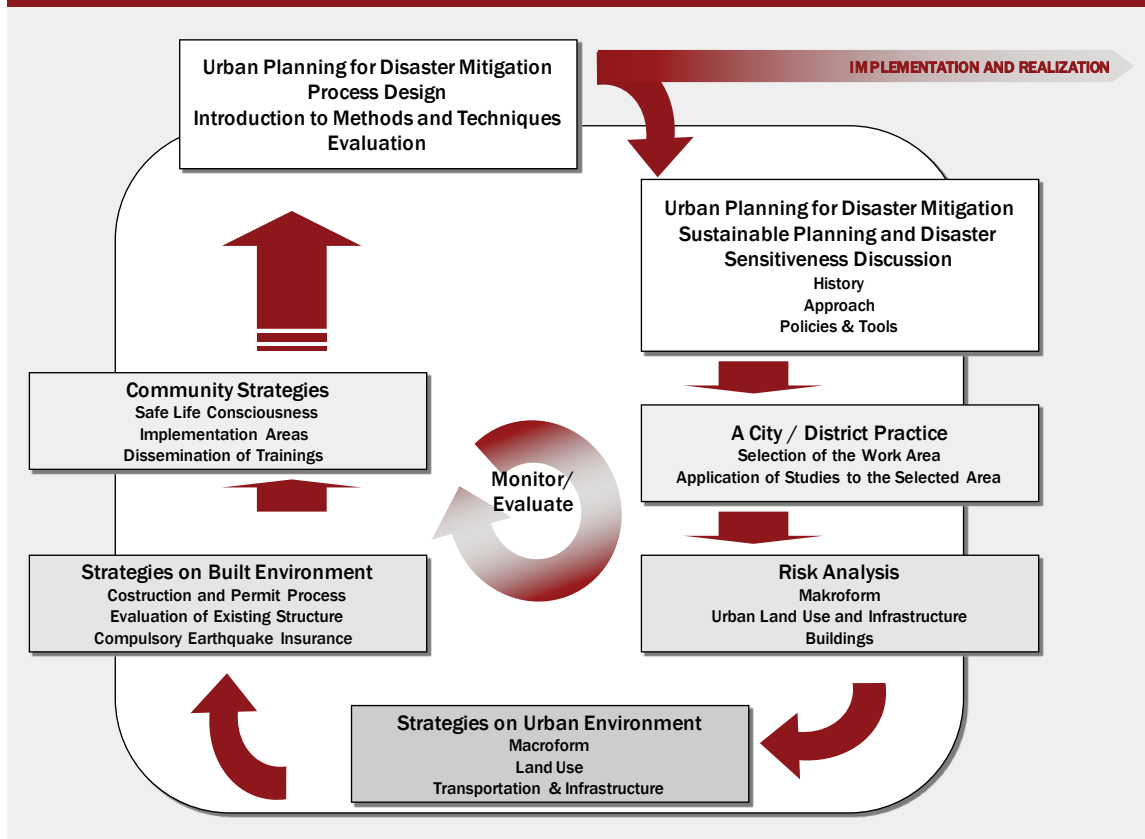 Urban Planning for Disaster Mitigation
Process Design
Introduction to Methods and Techniques
Evaluation
IMPLEMENTATION AND REALIZATION
Urban Planning for Disaster Mitigation
Sustainable Planning and Disaster
Sensitiveness Discussion
History
Approach
Policies & Tools
A City / District Practice
Selection of the Work Area
Application of Studies to the Selected Area
Risk Analysis
Makroform
Urban Land Use and Infrastructure
Buildings
Strategies on Urban Environment
Macroform
Land Use
Transportation & Infrastructure
Strategies on Built Environment
Costruction and Permit Process
Evaluation of Existing Structure
Compulsory Earthquake Insurance
Community Strategies
Safe Life Consciousness
Implementation Areas
Dissemination of Trainings
Monitor/
Evaluate